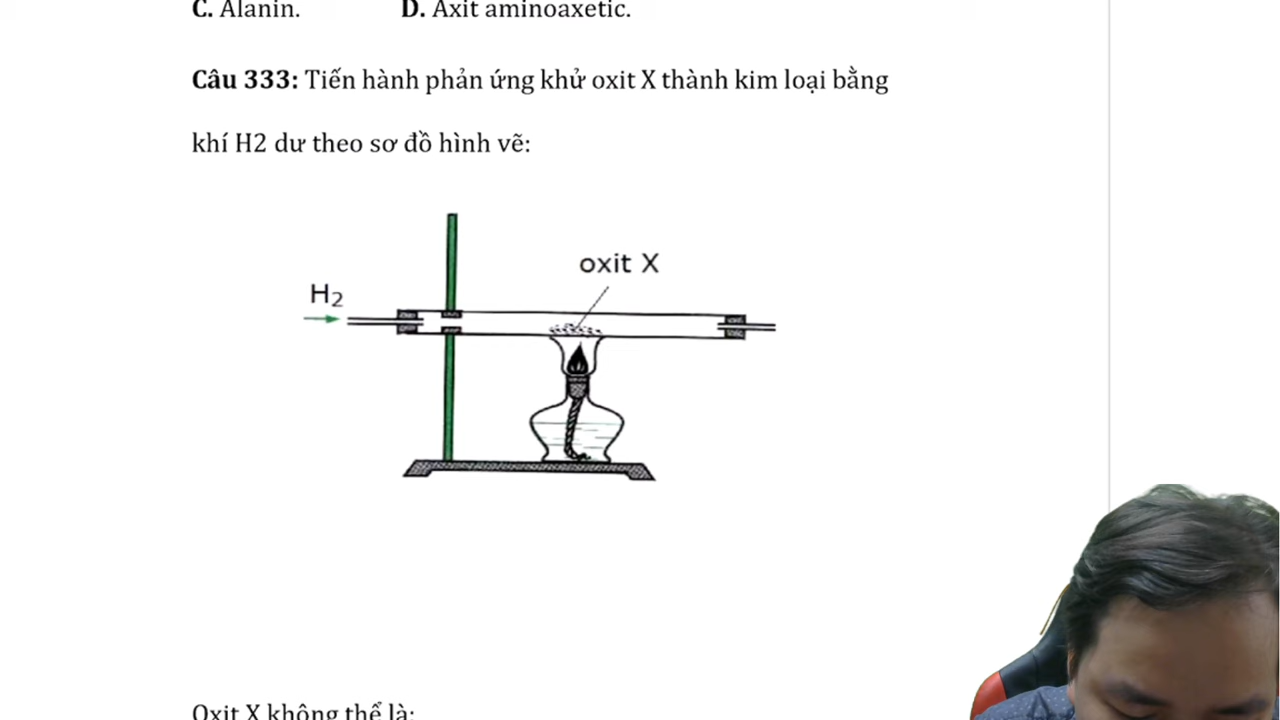 C. Alanin. D. Axit aminoaxetic.
Câu 333: Tiến hành phản ứng khử oxit X thành kim loại bằng
khí H2 dư theo sơ đồ hình vẽ:
oxit X
H2
Oxit X không thể là: